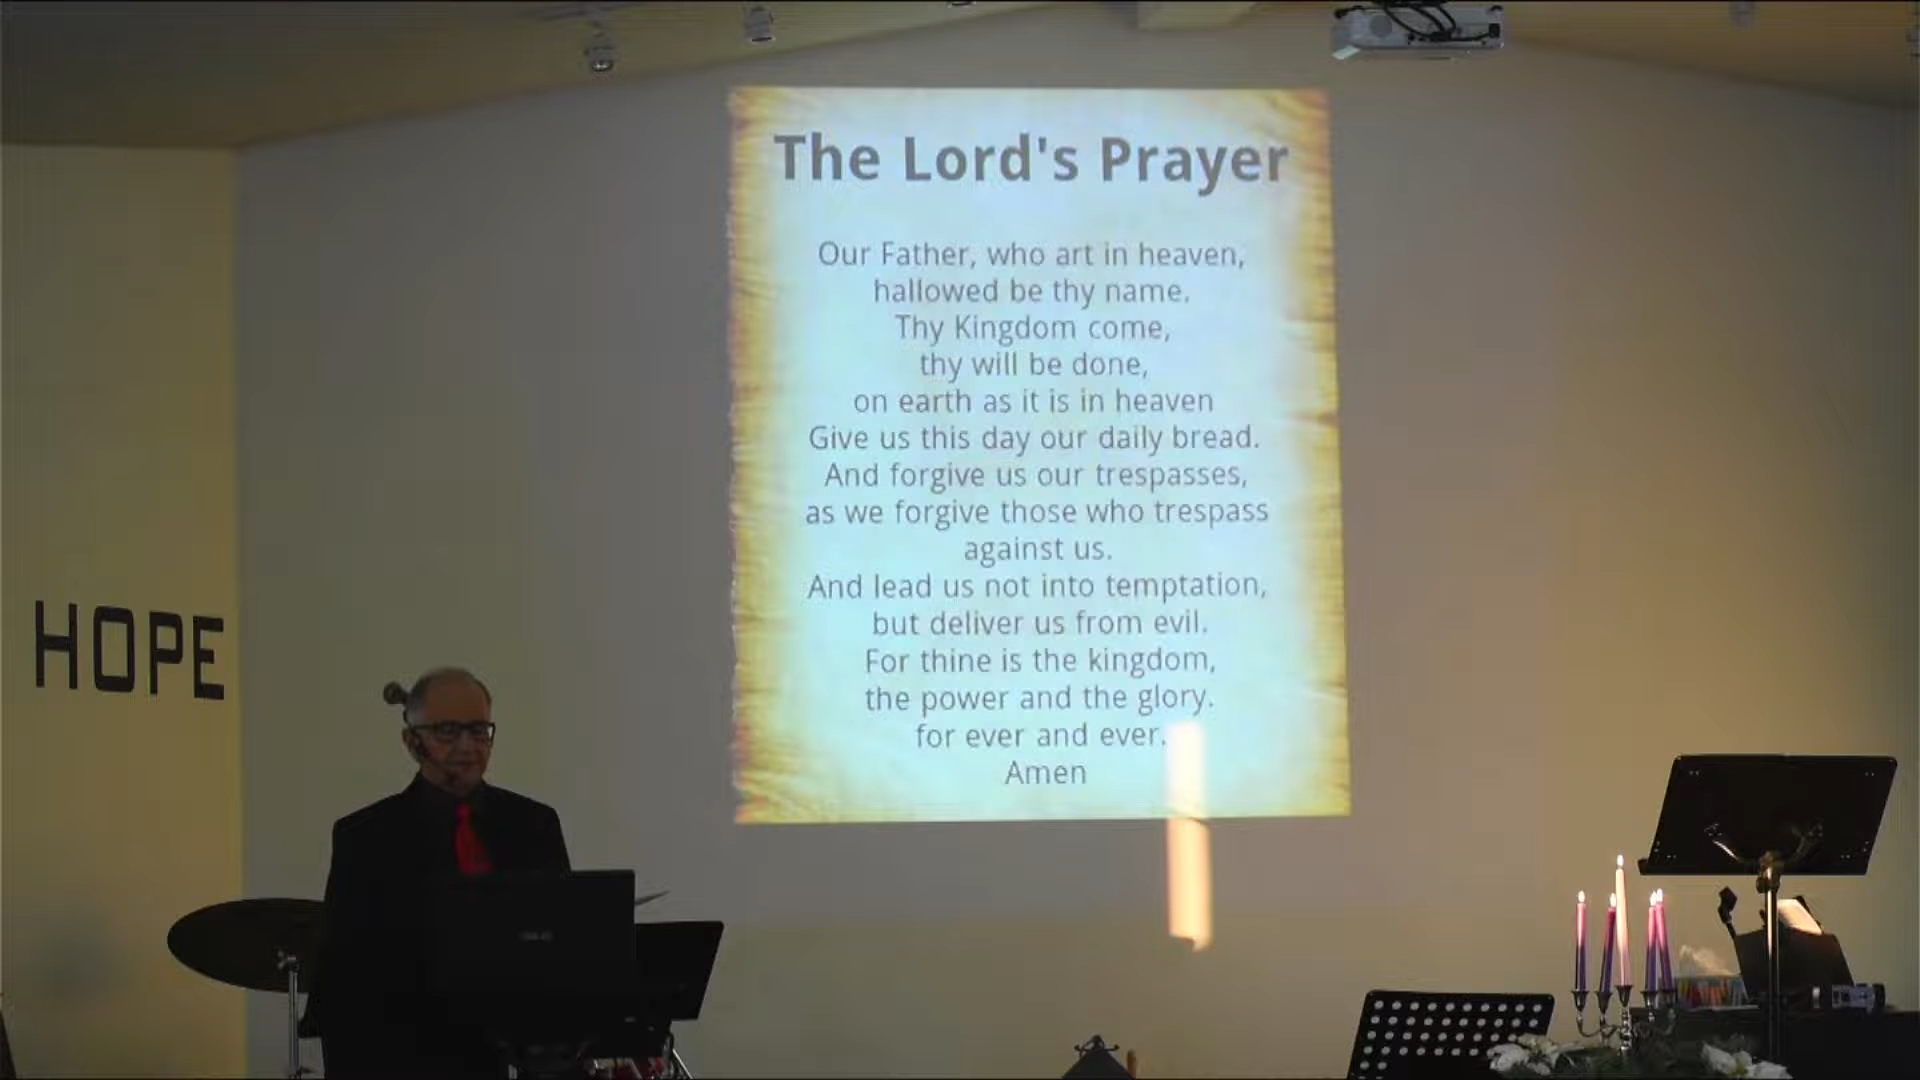 The Lord's Prayer
Our Father, who art in heaven,
hallowed be thy name.
Thy Kingdom come,
thy will be done,
on earth as it is in heaven
Give us this day our daily bread.
And forgive us our trespasses,
as we forgive those who trespass
against us.
And lead us not into temptation,
but deliver us from evil.
For thine is the kingdom,
the power and the glory.
for ever and ever.
Amen
HOPE